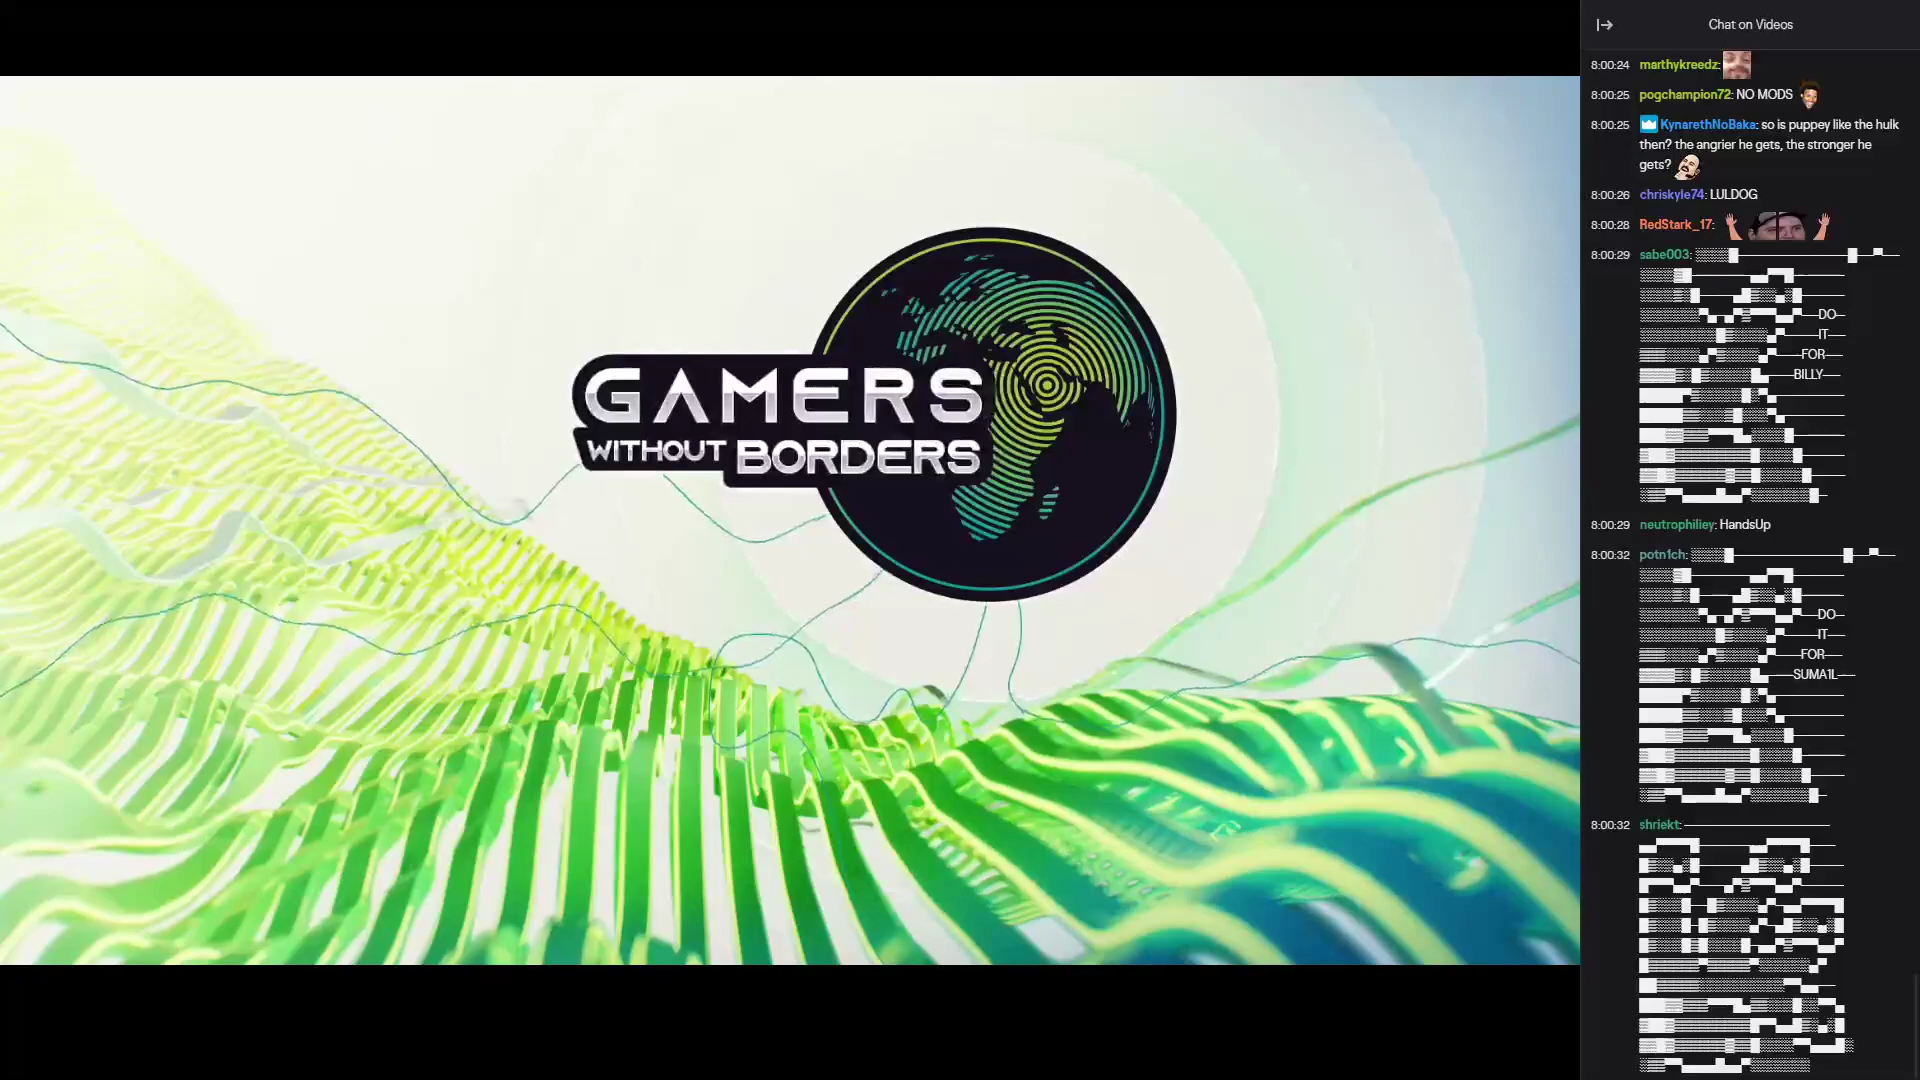 GAMERS
WITHOUT BORDERS
Chat on Videos
8:00:24 marthykreedz:
8:00:25 pogchampion72: NO MODS
8:00:25 KynarethNoBaka: so is puppey like the hulk
then? the angrier he gets, the stronger he
gets?
8:00:26 chriskyle74: LULDOG
8:00:28 RedStark_17:
8:00:29 sabe003:
DO
IT
FOR
BILLY
8:00:29 neutrophiliey: HandsUp
8:00:32 potn1ch:
DO
IT
FOR
SUMA1L
8:00:32 shriekt: